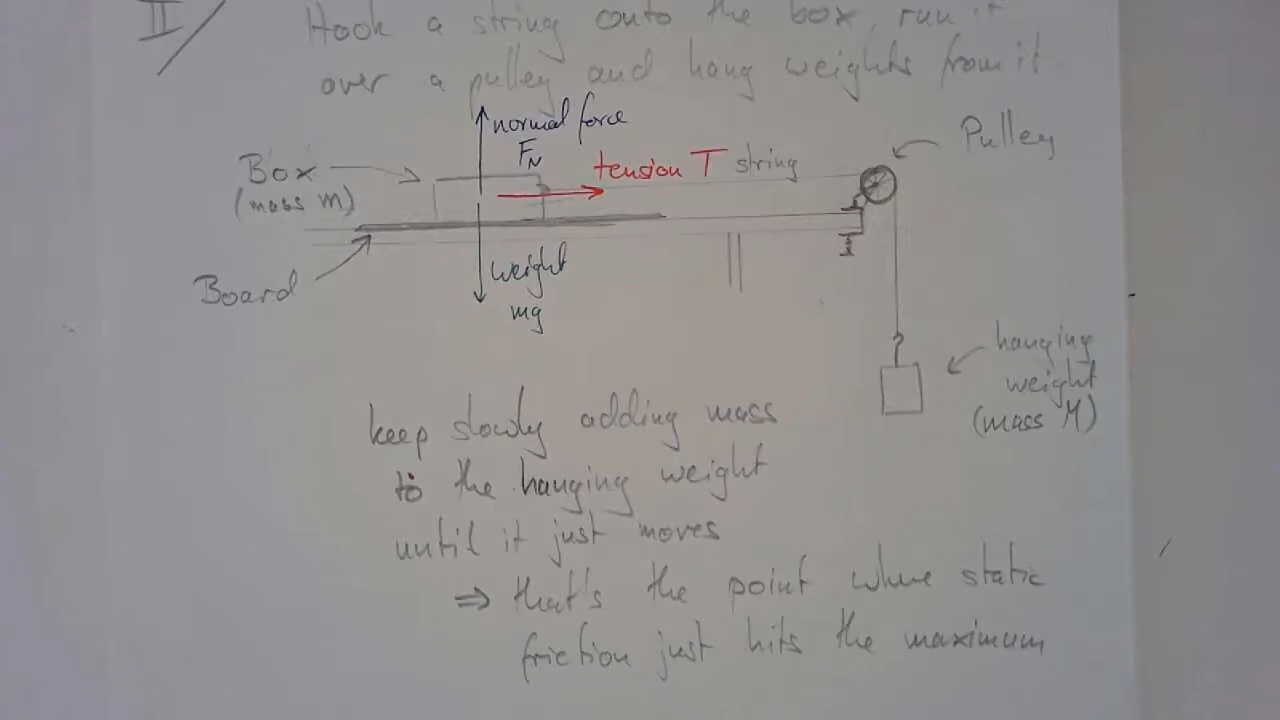 II/ Hook a string onto the box, run it
over a pulley and hang weights from it.
normal force
F_N
Pulley
Box
(mass m)
tension T string
Board
weight
mg
hanging
weight
(mass M)
keep slowly adding mass
to the hanging weight
until it just moves
⇒ that's the point where static
friction just hits the maximum